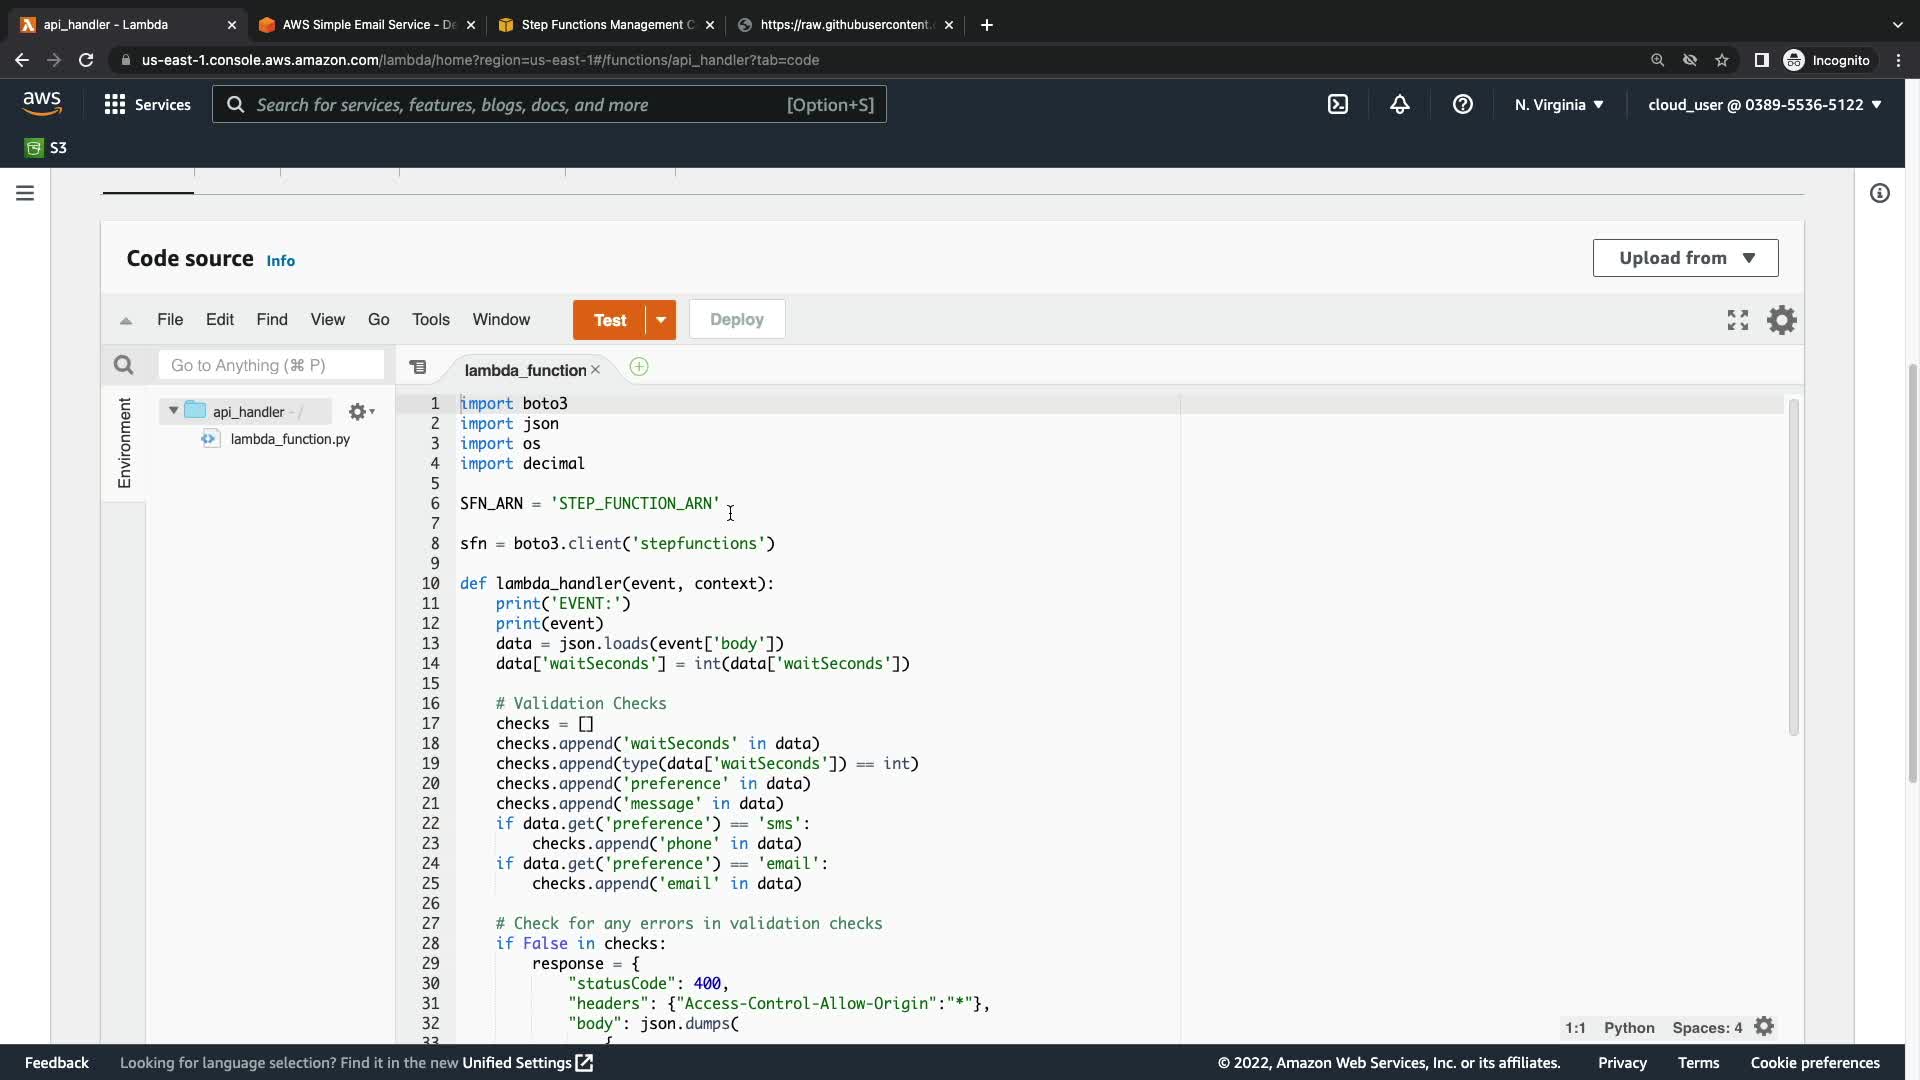 api_handler - Lambda
AWS Simple Email Service - De
Step Functions Management C
https://raw.githubusercontent.
us-east-1.console.aws.amazon.com/lambda/home?region=us-east-1#/functions/api_handler?tab=code
Incognito
aws
Services
Search for services, features, blogs, docs, and more
[Option+S]
N. Virginia
cloud_user @ 0389-5536-5122
S3
Code source
Info
Upload from
File
Edit
Find
View
Go
Tools
Window
Test
Deploy
Go to Anything (⌘ P)
lambda_function
Environment
api_handler - /
lambda_function.py
1 import boto3
2 import json
3 import os
4 import decimal
5
6 SFN_ARN = 'STEP_FUNCTION_ARN'
7
8 sfn = boto3.client('stepfunctions')
9
10 def lambda_handler(event, context):
11     print('EVENT:')
12     print(event)
13     data = json.loads(event['body'])
14     data['waitSeconds'] = int(data['waitSeconds'])
15
16     # Validation Checks
17     checks = []
18     checks.append('waitSeconds' in data)
19     checks.append(type(data['waitSeconds']) == int)
20     checks.append('preference' in data)
21     checks.append('message' in data)
22     if data.get('preference') == 'sms':
23         checks.append('phone' in data)
24     if data.get('preference') == 'email':
25         checks.append('email' in data)
26
27     # Check for any errors in validation checks
28     if False in checks:
29         response = {
30             "statusCode": 400,
31             "headers": {"Access-Control-Allow-Origin":"*"},
32             "body": json.dumps(
33                 {
1:1
Python
Spaces: 4
Feedback
Looking for language selection? Find it in the new Unified Settings
© 2022, Amazon Web Services, Inc. or its affiliates.
Privacy
Terms
Cookie preferences